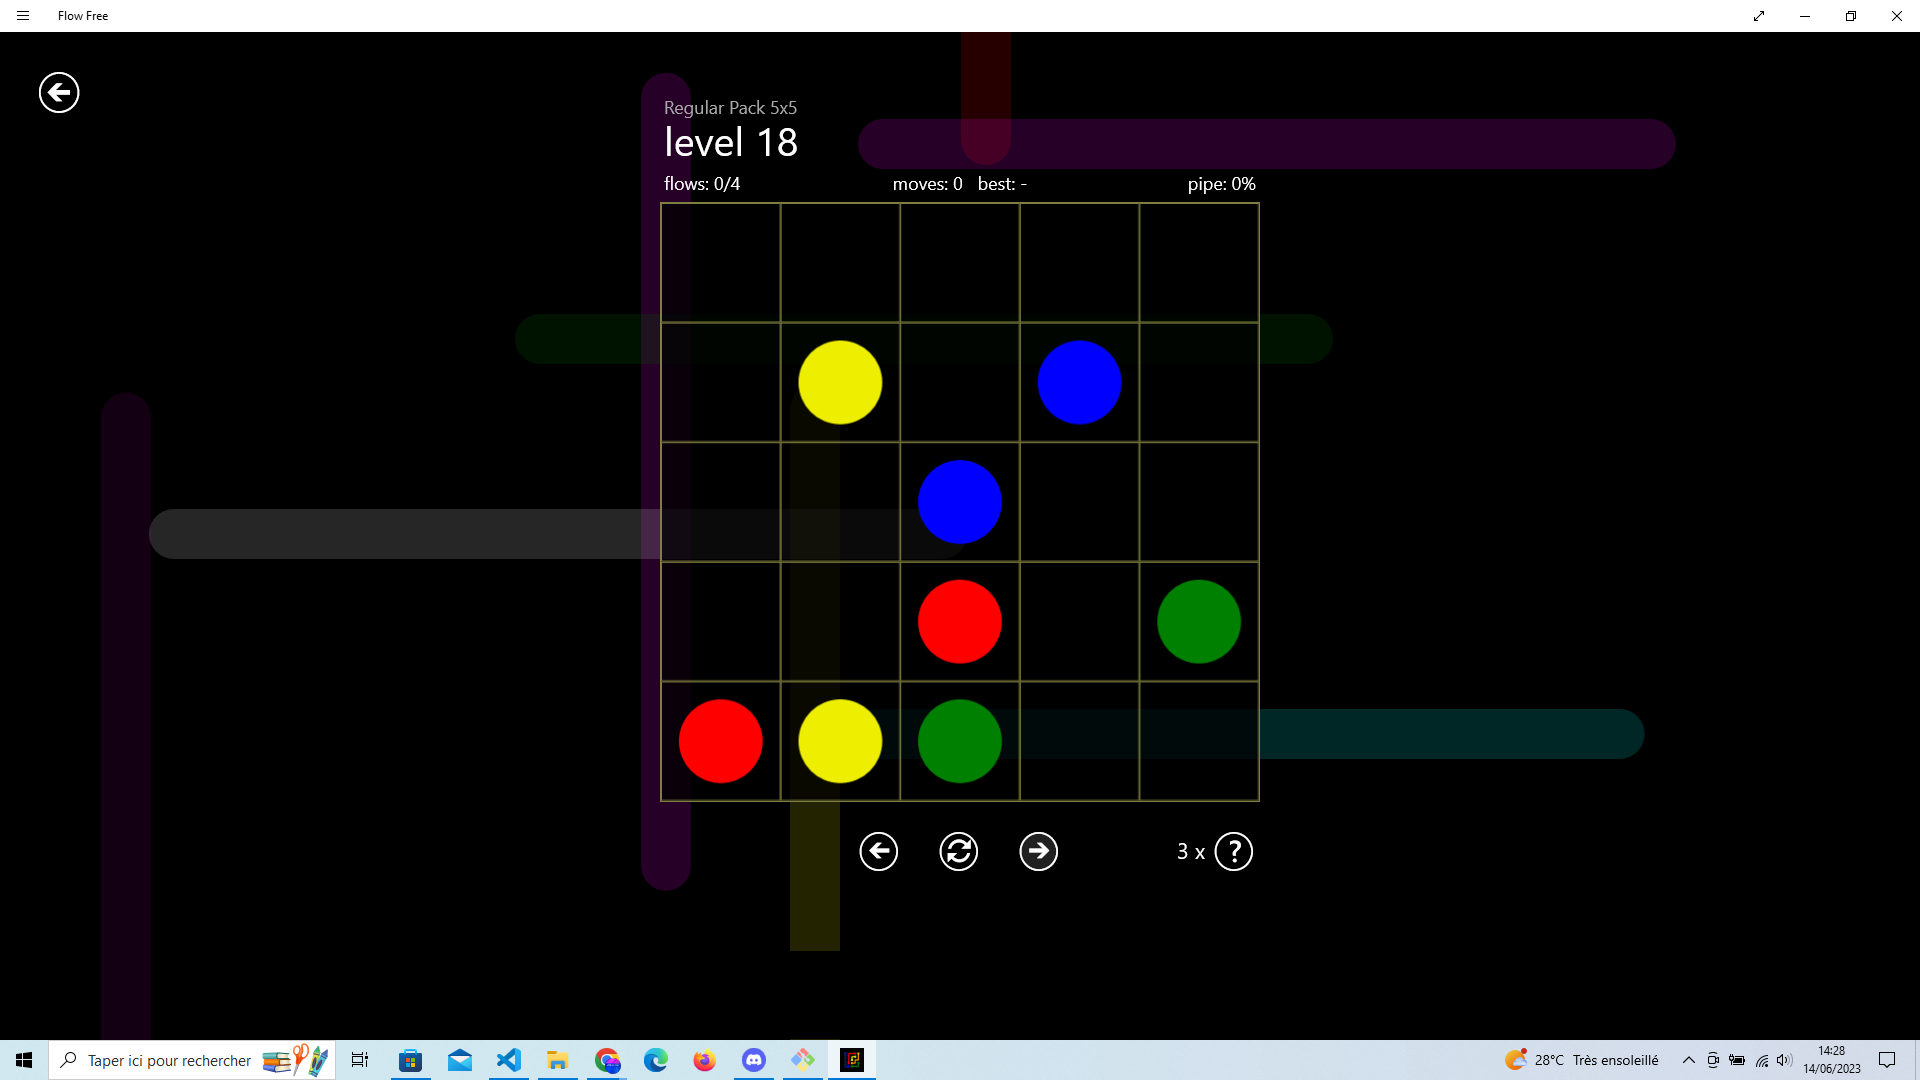 Flow Free
Regular Pack 5x5
level 18
flows: 0/4 moves: 0 best: - pipe: 0%
3 x ?
Taper ici pour rechercher
28°C Très ensoleillé
14:28
14/06/2023